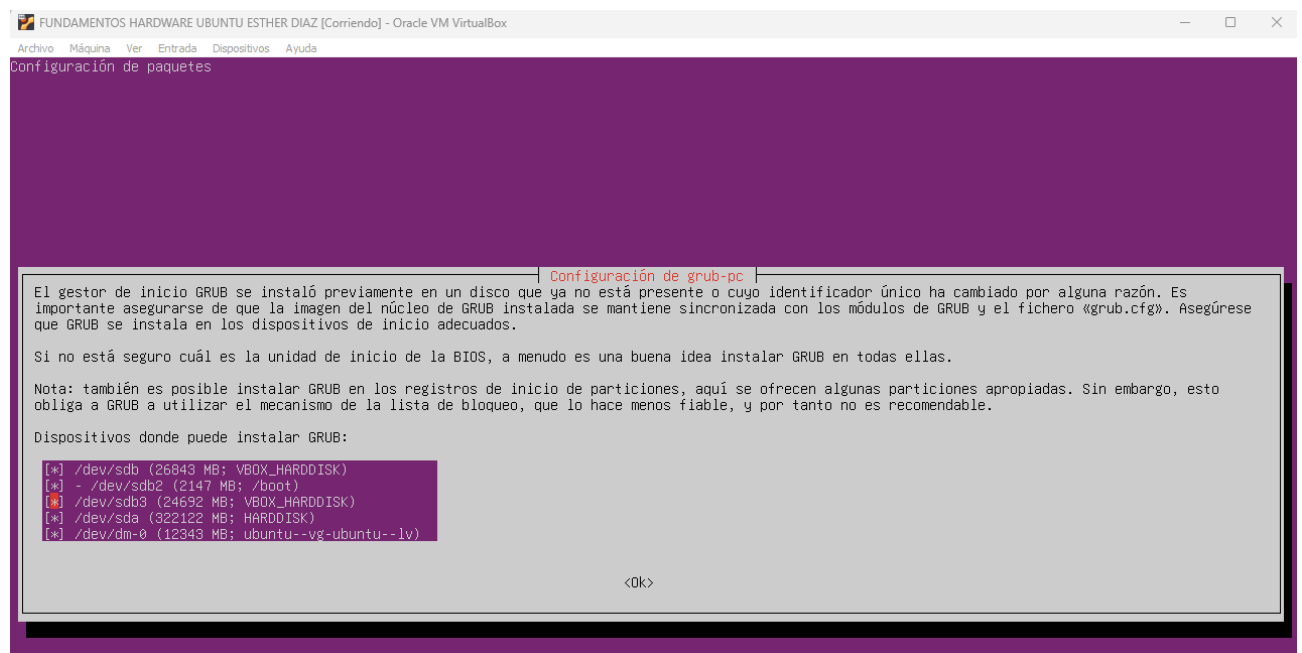 FUNDAMENTOS HARDWARE UBUNTU ESTHER DIAZ [Corriendo] - Oracle VM VirtualBox
Archivo Máquina Ver Entrada Dispositivos Ayuda
Configuración de paquetes
Configuración de grub-pc
El gestor de inicio GRUB se instaló previamente en un disco que ya no está presente o cuyo identificador único ha cambiado por alguna razón. Es
importante asegurarse de que la imagen del núcleo de GRUB instalada se mantiene sincronizada con los módulos de GRUB y el fichero «grub.cfg». Asegúrese
que GRUB se instala en los dispositivos de inicio adecuados.
Si no está seguro cuál es la unidad de inicio de la BIOS, a menudo es una buena idea instalar GRUB en todas ellas.
Nota: también es posible instalar GRUB en los registros de inicio de particiones, aquí se ofrecen algunas particiones apropiadas. Sin embargo, esto
obliga a GRUB a utilizar el mecanismo de la lista de bloqueo, que lo hace menos fiable, y por tanto no es recomendable.
Dispositivos donde puede instalar GRUB:
[*] /dev/sdb (26843 MB; VBOX_HARDDISK)
[*] - /dev/sdb2 (2147 MB; /boot)
[*] /dev/sdb3 (24692 MB; VBOX_HARDDISK)
[*] /dev/sda (322122 MB; HARDDISK)
[*] /dev/dm-0 (12343 MB; ubuntu--vg-ubuntu--lv)
<Ok>